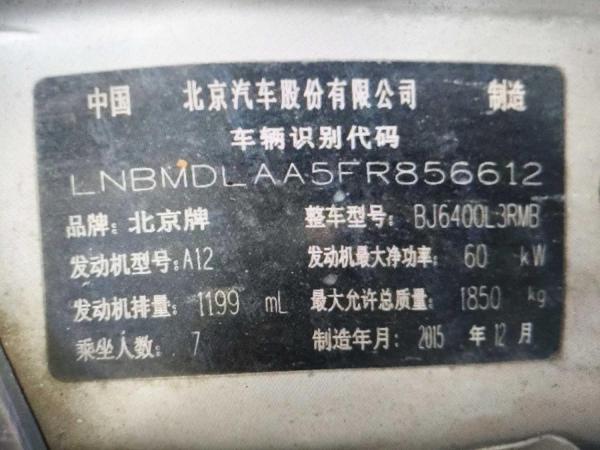 中国 北京汽车股份有限公司 制造
车辆识别代码
LNBMDLAA5FR856612
品牌: 北京牌 整车型号: BJ6400L3RMB
发动机型号: A12 发动机最大净功率: 60 kW
发动机排量: 1199 mL 最大允许总质量: 1850 kg
乘坐人数: 7 制造年月: 2015 年 12 月